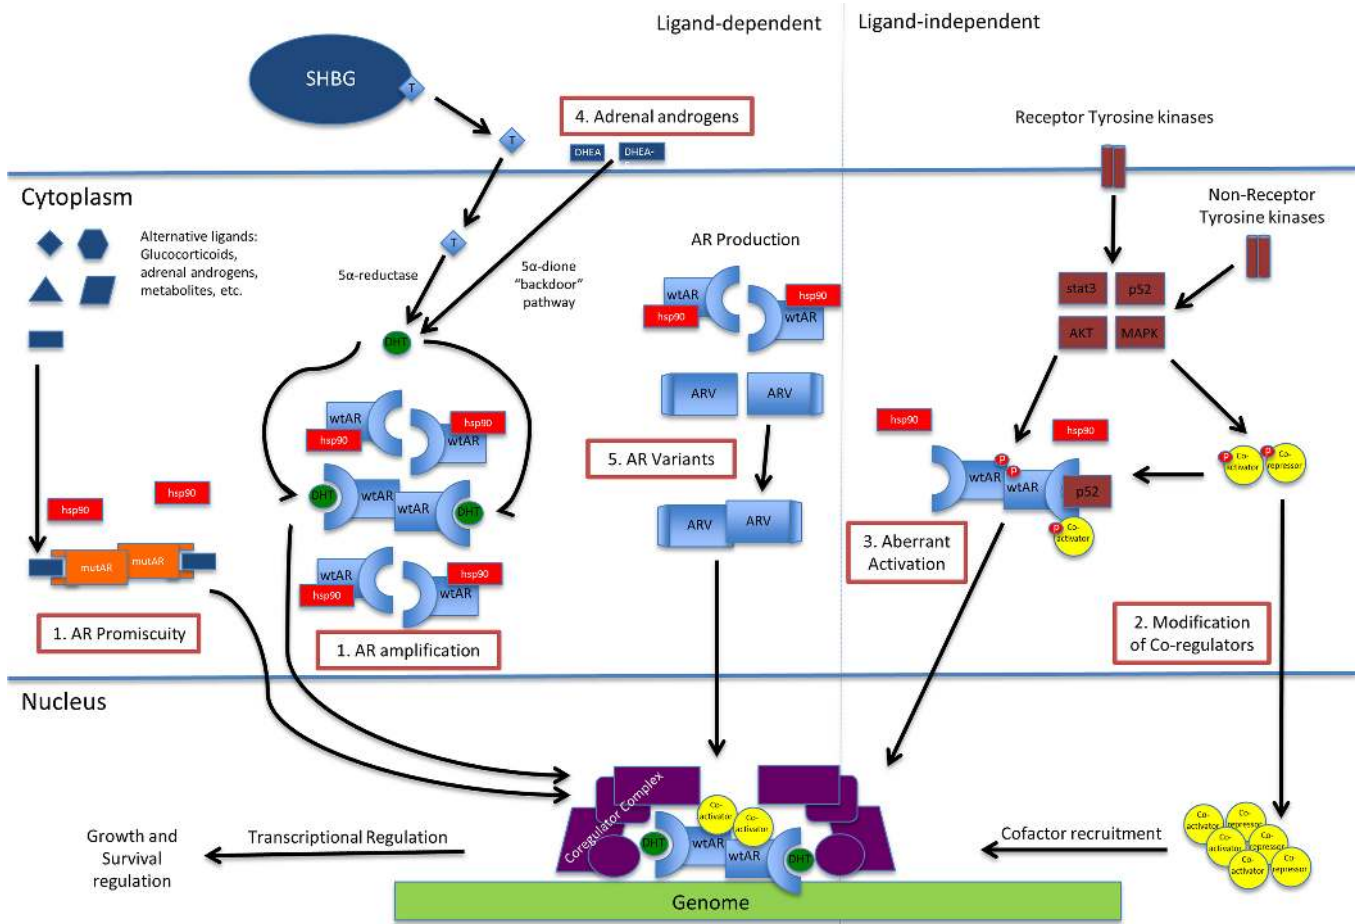 Ligand-dependent
Ligand-independent
SHBG
T
T
4. Adrenal androgens
DHEA
DHEA-
Receptor Tyrosine kinases
Cytoplasm
Non-Receptor
Tyrosine kinases
Alternative ligands:
Glucocorticoids,
adrenal androgens,
metabolites, etc.
T
AR Production
5α-reductase
5α-dione
"backdoor"
pathway
wtAR
hsp90
hsp90
wtAR
stat3
p52
AKT
MAPK
DHT
ARV
ARV
wtAR
hsp90
hsp90
wtAR
hsp90
hsp90
P
Co-
activator
P
Co-
repressor
5. AR Variants
DHT
wtAR
wtAR
DHT
P
P
wtAR
wtAR
p52
hsp90
hsp90
ARV
ARV
P
Co-
activator
mutAR
mutAR
wtAR
hsp90
hsp90
wtAR
3. Aberrant
Activation
1. AR Promiscuity
1. AR amplification
2. Modification
of Co-regulators
Nucleus
Coregulator Complex
Co-
activator
Co-
activator
DHT
wtAR
wtAR
DHT
Growth and
Survival
regulation
Transcriptional Regulation
Cofactor recruitment
Co-
activator
Co-
repressor
Co-
activator
Co-
repressor
Co-
activator
Co-
repressor
Genome